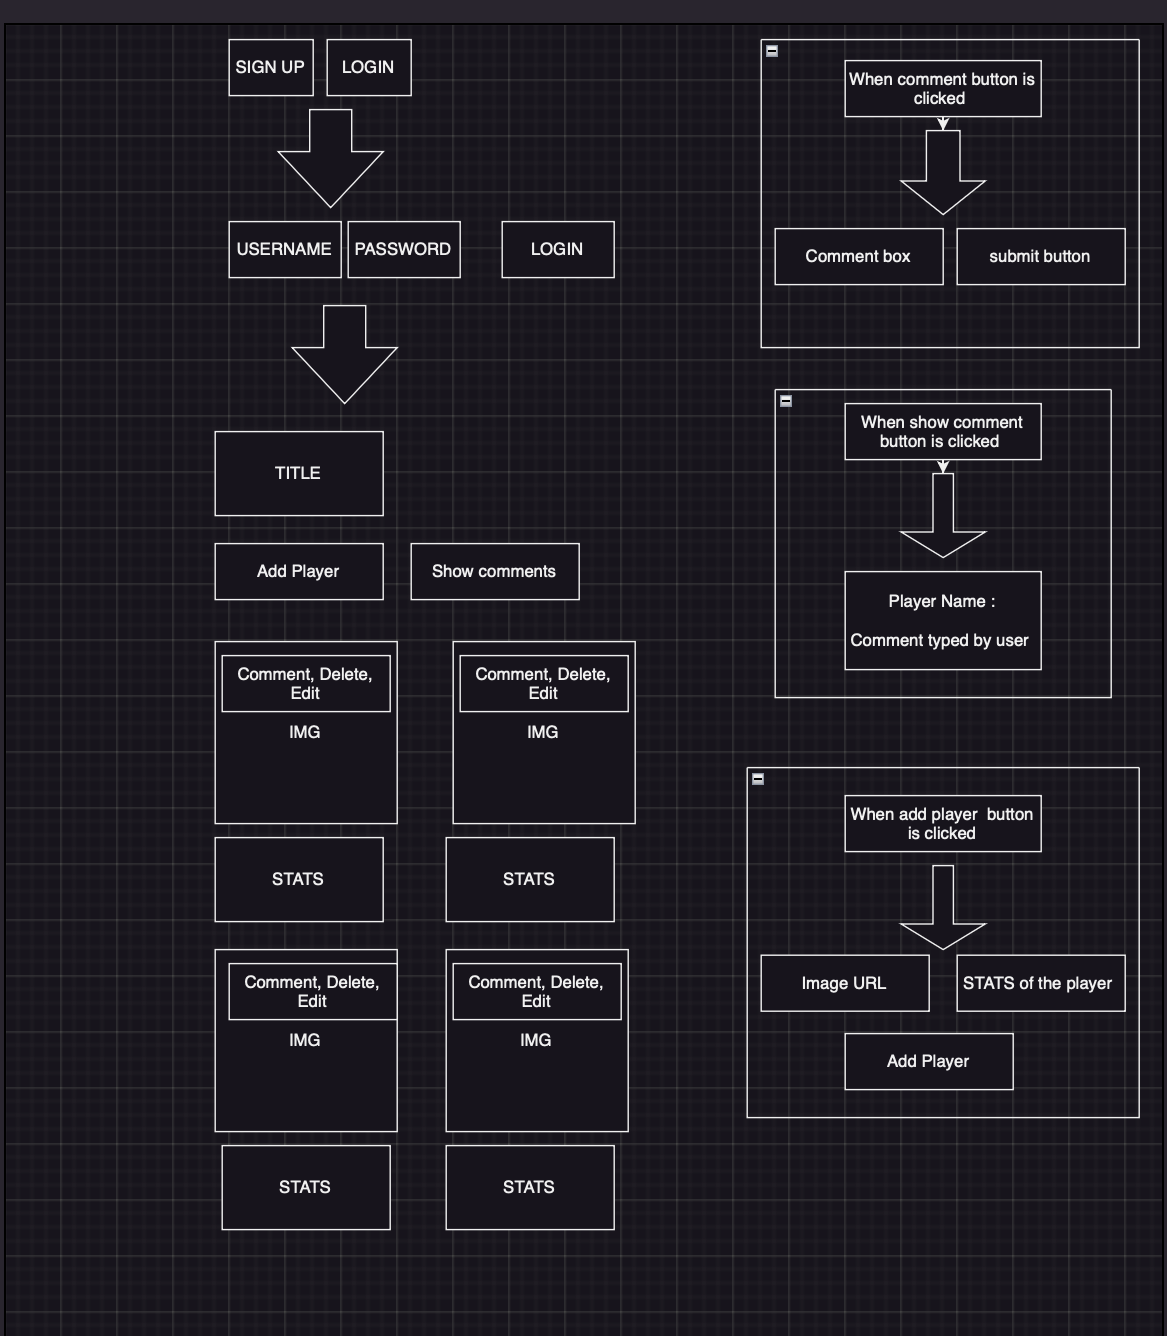 SIGN UP
LOGIN
USERNAME
PASSWORD
LOGIN
TITLE
Add Player
Show comments
Comment, Delete,
Edit
IMG
Comment, Delete,
Edit
IMG
STATS
STATS
Comment, Delete,
Edit
IMG
Comment, Delete,
Edit
IMG
STATS
STATS
When comment button is
clicked
Comment box
submit button
When show comment
button is clicked
Player Name :
Comment typed by user
When add player  button
is clicked
Image URL
STATS of the player
Add Player